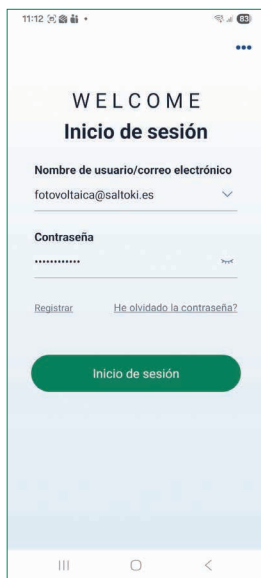 11:12
83
WELCOME
Inicio de sesión
Nombre de usuario/correo electrónico
fotovoltaica@saltoki.es
Contraseña
••••••••••••
Registrar He olvidado la contraseña?
Inicio de sesión